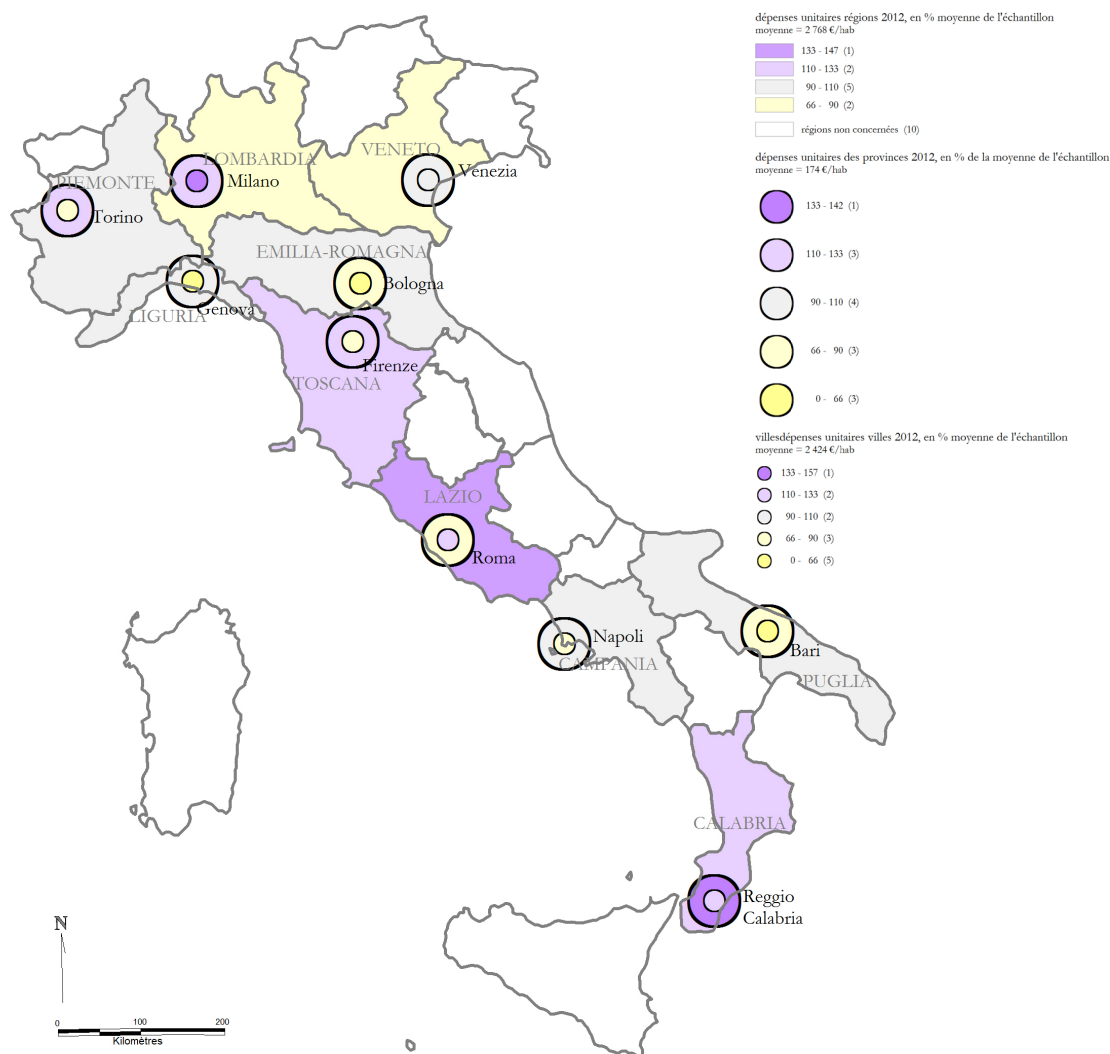 dépenses unitaires régions 2012, en % moyenne de l'échantillon
moyenne = 2 768 €/hab
133 - 147 (1)
110 - 133 (2)
90 - 110 (5)
66 - 90 (2)
régions non concernées (10)
dépenses unitaires des provinces 2012, en % de la moyenne de l'échantillon
moyenne = 174 €/hab
133 - 142 (1)
110 - 133 (3)
90 - 110 (4)
66 - 90 (3)
0 - 66 (3)
villesdépenses unitaires villes 2012, en % moyenne de l'échantillon
moyenne = 2 424 €/hab
133 - 157 (1)
110 - 133 (2)
90 - 110 (2)
66 - 90 (3)
0 - 66 (5)
VENETO
LOMBARDIA
Venezia
PIEMONTE
Milano
Torino
EMILIA-ROMAGNA
Bologna
Genova
LIGURIA
Firenze
TOSCANA
LAZIO
Roma
Napoli
CAMPANIA
Bari
PUGLIA
CALABRIA
Reggio
Calabria
N
0 100 200
Kilomètres